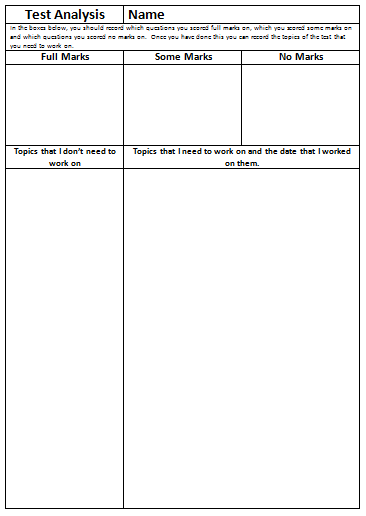 Test Analysis Name
In the boxes below, you should record which questions you scored full marks on, which you scored some marks on
and which questions you scored no marks on. Once you have done this you can record the topics of the test that
you need to work on.
Full Marks Some Marks No Marks
Topics that I don't need to
work on
Topics that I need to work on and the date that I worked
on them.